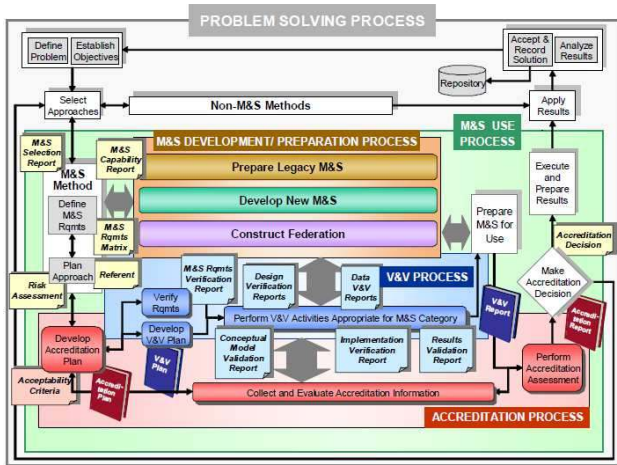 PROBLEM SOLVING PROCESS
Define
Problem
Establish
Objectives
Accept &
Record
Solution
Analyze
Results
Repository
Select
Approaches
Non-M&S Methods
Apply
Results
M&S USE
PROCESS
M&S
Selection
Report
M&S DEVELOPMENT/ PREPARATION PROCESS
M&S
Capability
Report
Prepare Legacy M&S
M&S
Method
Develop New M&S
Execute and
Prepare
Results
Define
M&S
Rqmts
Construct Federation
Prepare
M&S for
Use
M&S
Rqmts
Matrix
Accreditation
Decision
Plan
Approach
Referent
M&S Rqmts
Verification
Report
Design
Verification
Reports
Data
V&V
Reports
V&V PROCESS
Make
Accreditation
Decision
Risk
Assessment
Verify
Rqmts
Develop
V&V Plan
Perform V&V Activities Appropriate for M&S Category
V&V
Report
Accreditation
Report
Develop
Accreditation
Plan
V&V
Plan
Conceptual
Model
Validation
Report
Implementation
Verification
Report
Results
Validation
Report
Perform
Accreditation
Assessment
Acceptability
Criteria
Accredi-
tation
Plan
Collect and Evaluate Accreditation Information
ACCREDITATION PROCESS